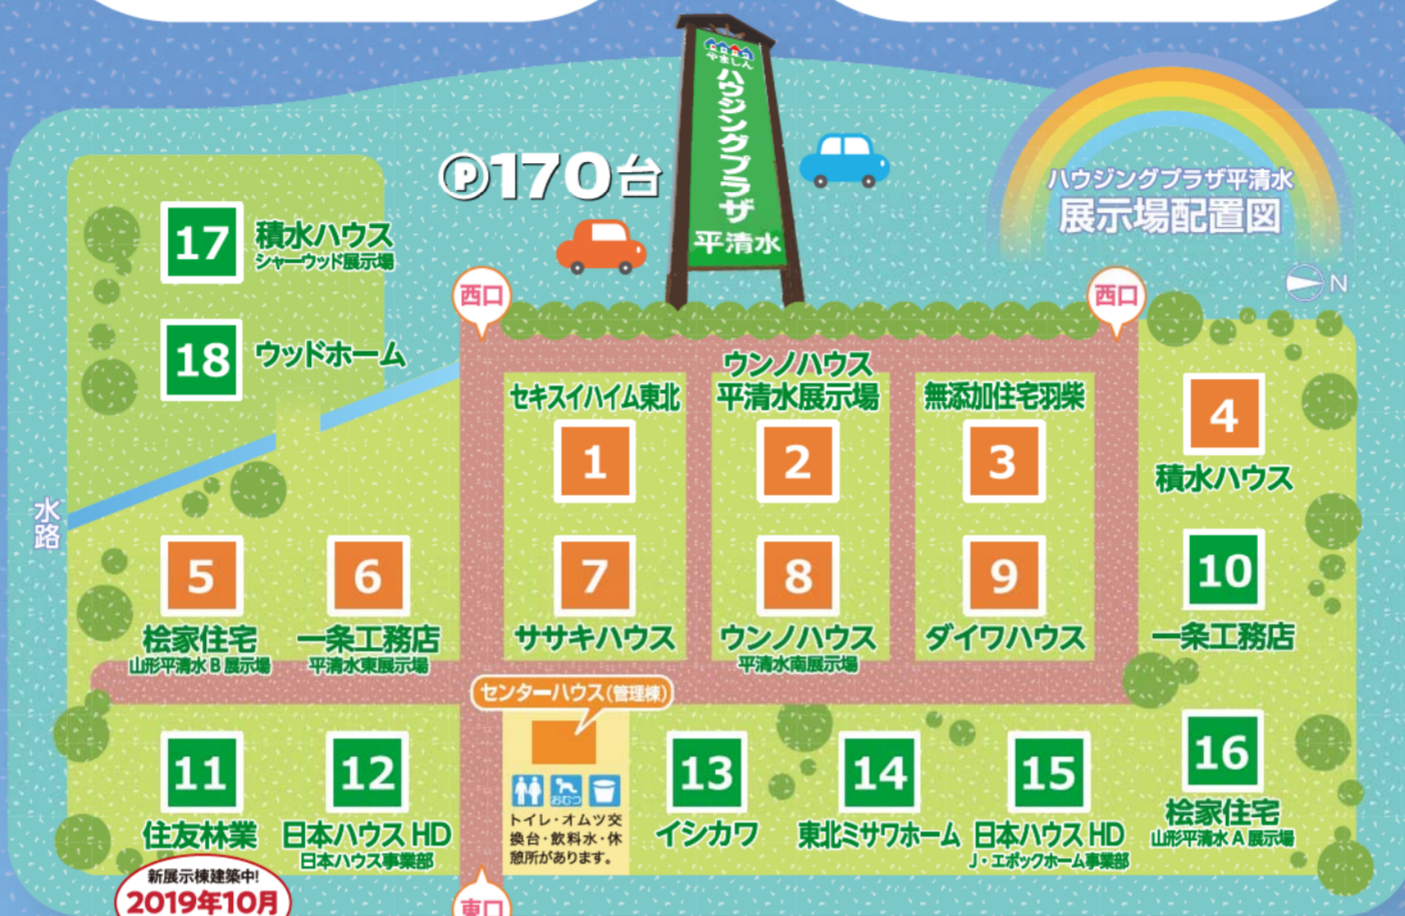 やましん
ハウジングプラザ
平清水
Ⓟ170台
ハウジングプラザ平清水
展示場配置図
N
17
積水ハウス
シャーウッド展示場
18
ウッドホーム
水路
西口
西口
セキスイハイム東北
1
ウンノハウス
平清水展示場
2
無添加住宅羽柴
3
4
積水ハウス
5
桧家住宅
山形平清水B展示場
6
一条工務店
平清水東展示場
7
ササキハウス
8
ウンノハウス
平清水南展示場
9
ダイワハウス
10
一条工務店
センターハウス(管理棟)
おむつ
トイレ・オムツ交
換台・飲料水・休
憩所があります。
11
住友林業
新展示棟建築中!
2019年10月
12
日本ハウスHD
日本ハウス事業部
13
イシカワ
14
東北ミサワホーム
15
日本ハウスHD
J・エポックホーム事業部
16
桧家住宅
山形平清水A展示場
東口